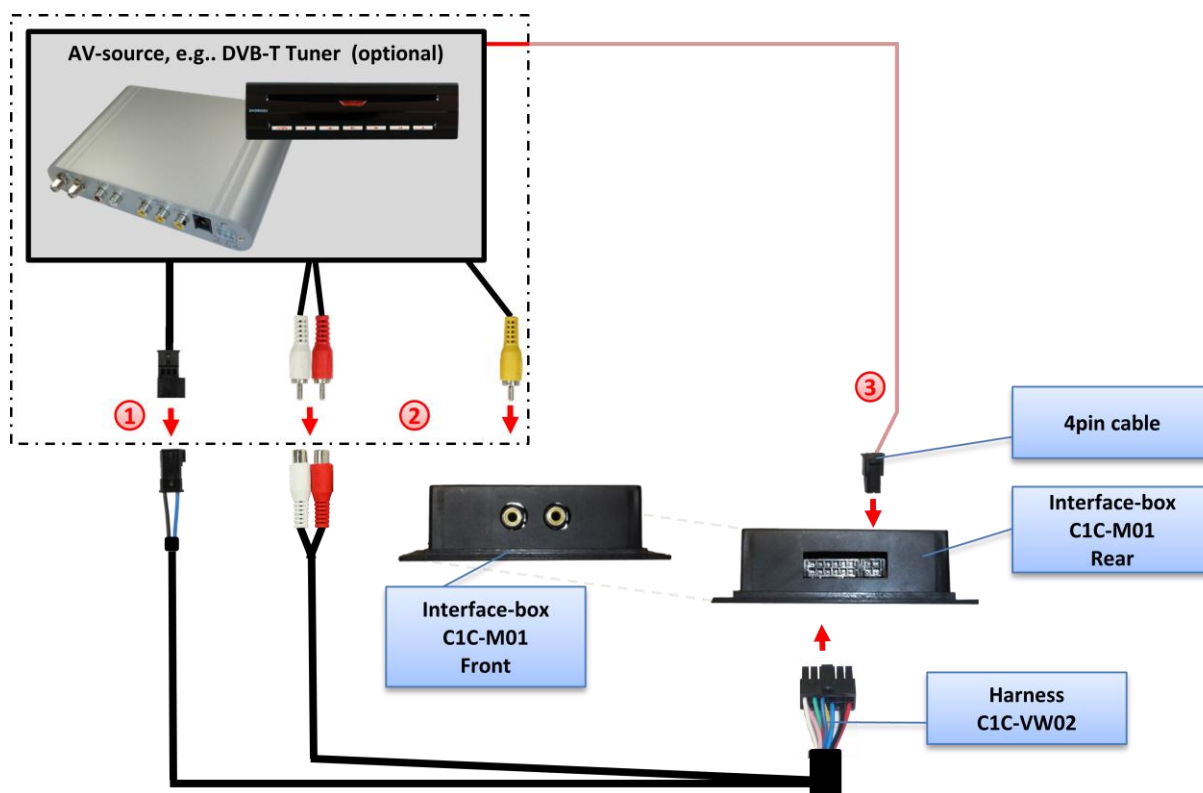 AV-source, e.g.. DVB-T Tuner (optional)
1
2
3
4pin cable
Interface-box
C1C-M01
Rear
Interface-box
C1C-M01
Front
Harness
C1C-VW02